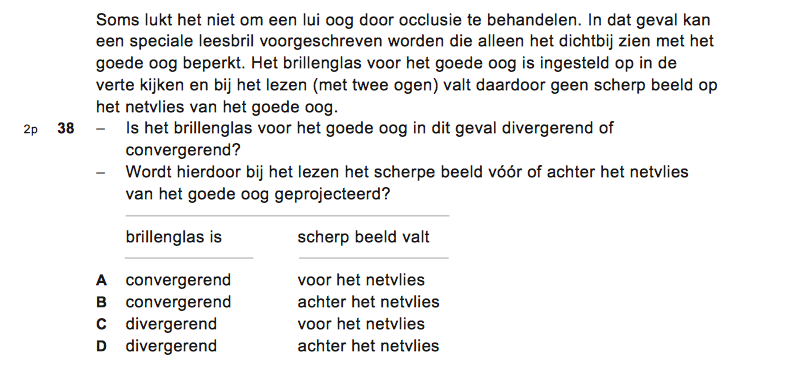 Soms lukt het niet om een lui oog door occlusie te behandelen. In dat geval kan
een speciale leesbril voorgeschreven worden die alleen het dichtbij zien met het
goede oog beperkt. Het brillenglas voor het goede oog is ingesteld op in de
verte kijken en bij het lezen (met twee ogen) valt daardoor geen scherp beeld op
het netvlies van het goede oog.
2p 38 – Is het brillenglas voor het goede oog in dit geval divergerend of
convergerend?
– Wordt hierdoor bij het lezen het scherpe beeld vóór of achter het netvlies
van het goede oog geprojecteerd?
brillenglas is scherp beeld valt
A convergerend voor het netvlies
B convergerend achter het netvlies
C divergerend voor het netvlies
D divergerend achter het netvlies